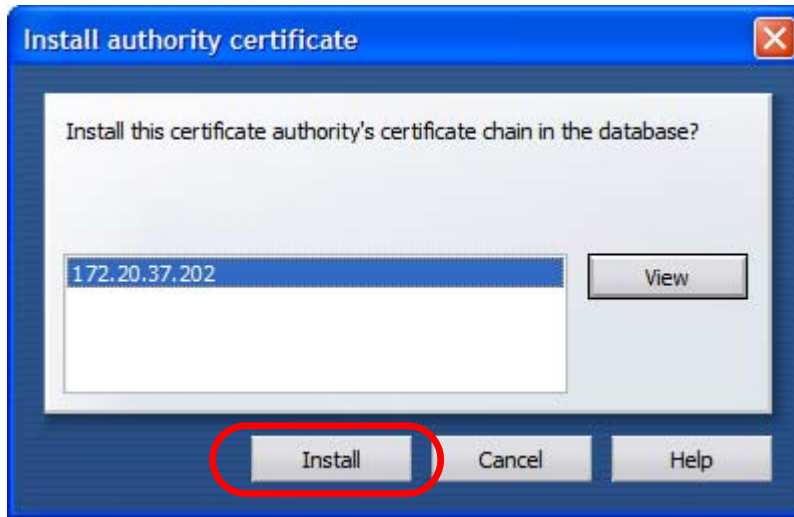 Install authority certificate
Install this certificate authority's certificate chain in the database?
172.20.37.202
View
Install Cancel Help